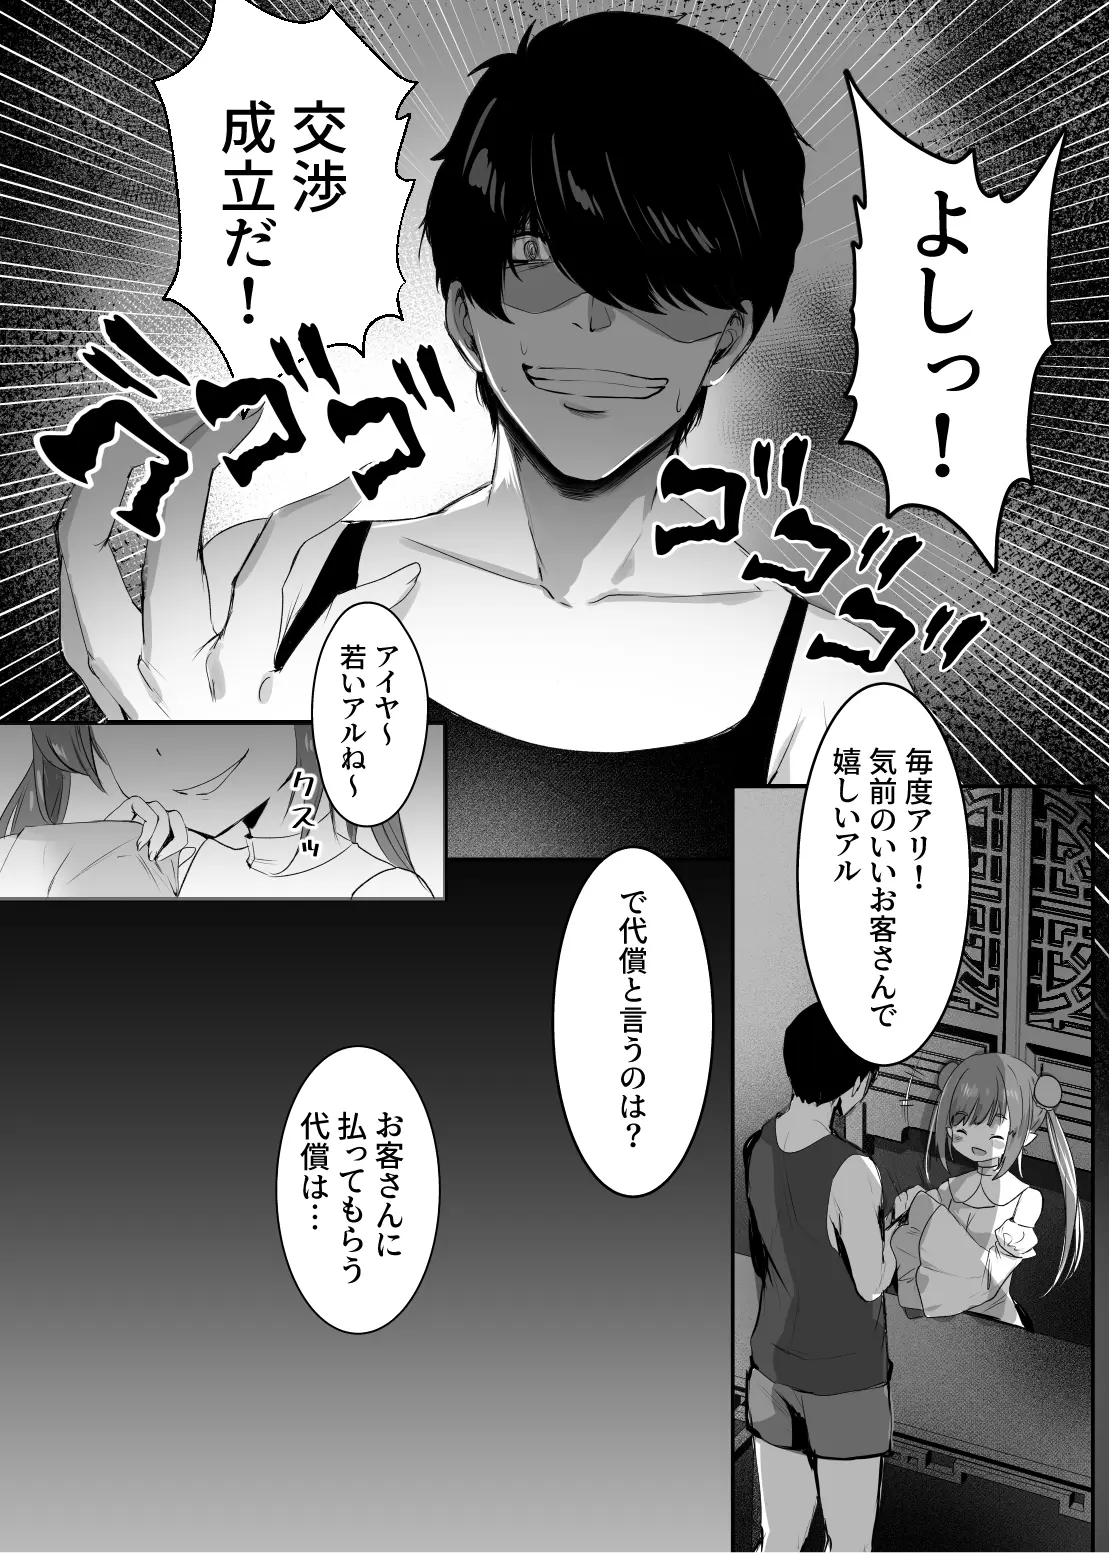 よしっ！
交渉
成立だ！
ゴゴゴ
ゴゴゴ
アイヤ～
若いアルね～
クスッ
毎度アリ！
気前のいいお客さんで
嬉しいアル
で代償と言うのは？
お客さんに
払ってもらう
代償は…